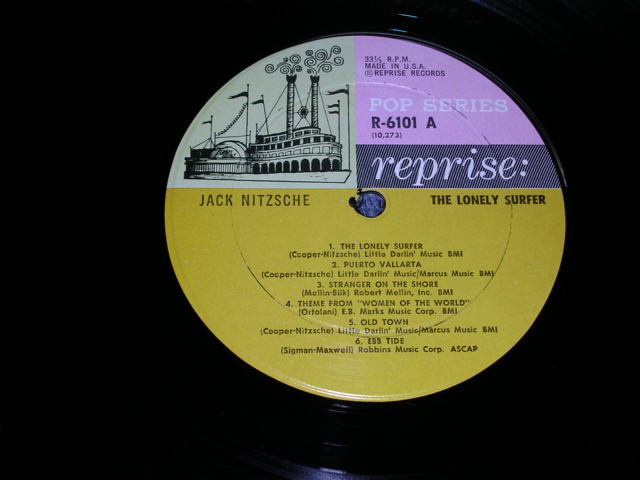 33⅓ R.P.M.
MADE IN U.S.A.
℗ REPRISE RECORDS
POP SERIES
R-6101 A
(10,273)
reprise:
JACK NITZSCHE
THE LONELY SURFER
1. THE LONELY SURFER
(Cooper-Nitzsche) Little Darlin' Music BMI
2. PUERTO VALLARTA
(Cooper-Nitzsche) Little Darlin' Music/Marcus Music BMI
3. STRANGER ON THE SHORE
(Mellin-Bilk) Robert Mellin, Inc. BMI
4. THEME FROM "WOMEN OF THE WORLD"
(Ortolani) E.B. Marks Music Corp. BMI
5. OLD TOWN
(Cooper-Nitzsche) Little Darlin' Music/Marcus Music BMI
6. EBB TIDE
(Sigman-Maxwell) Robbins Music Corp. ASCAP